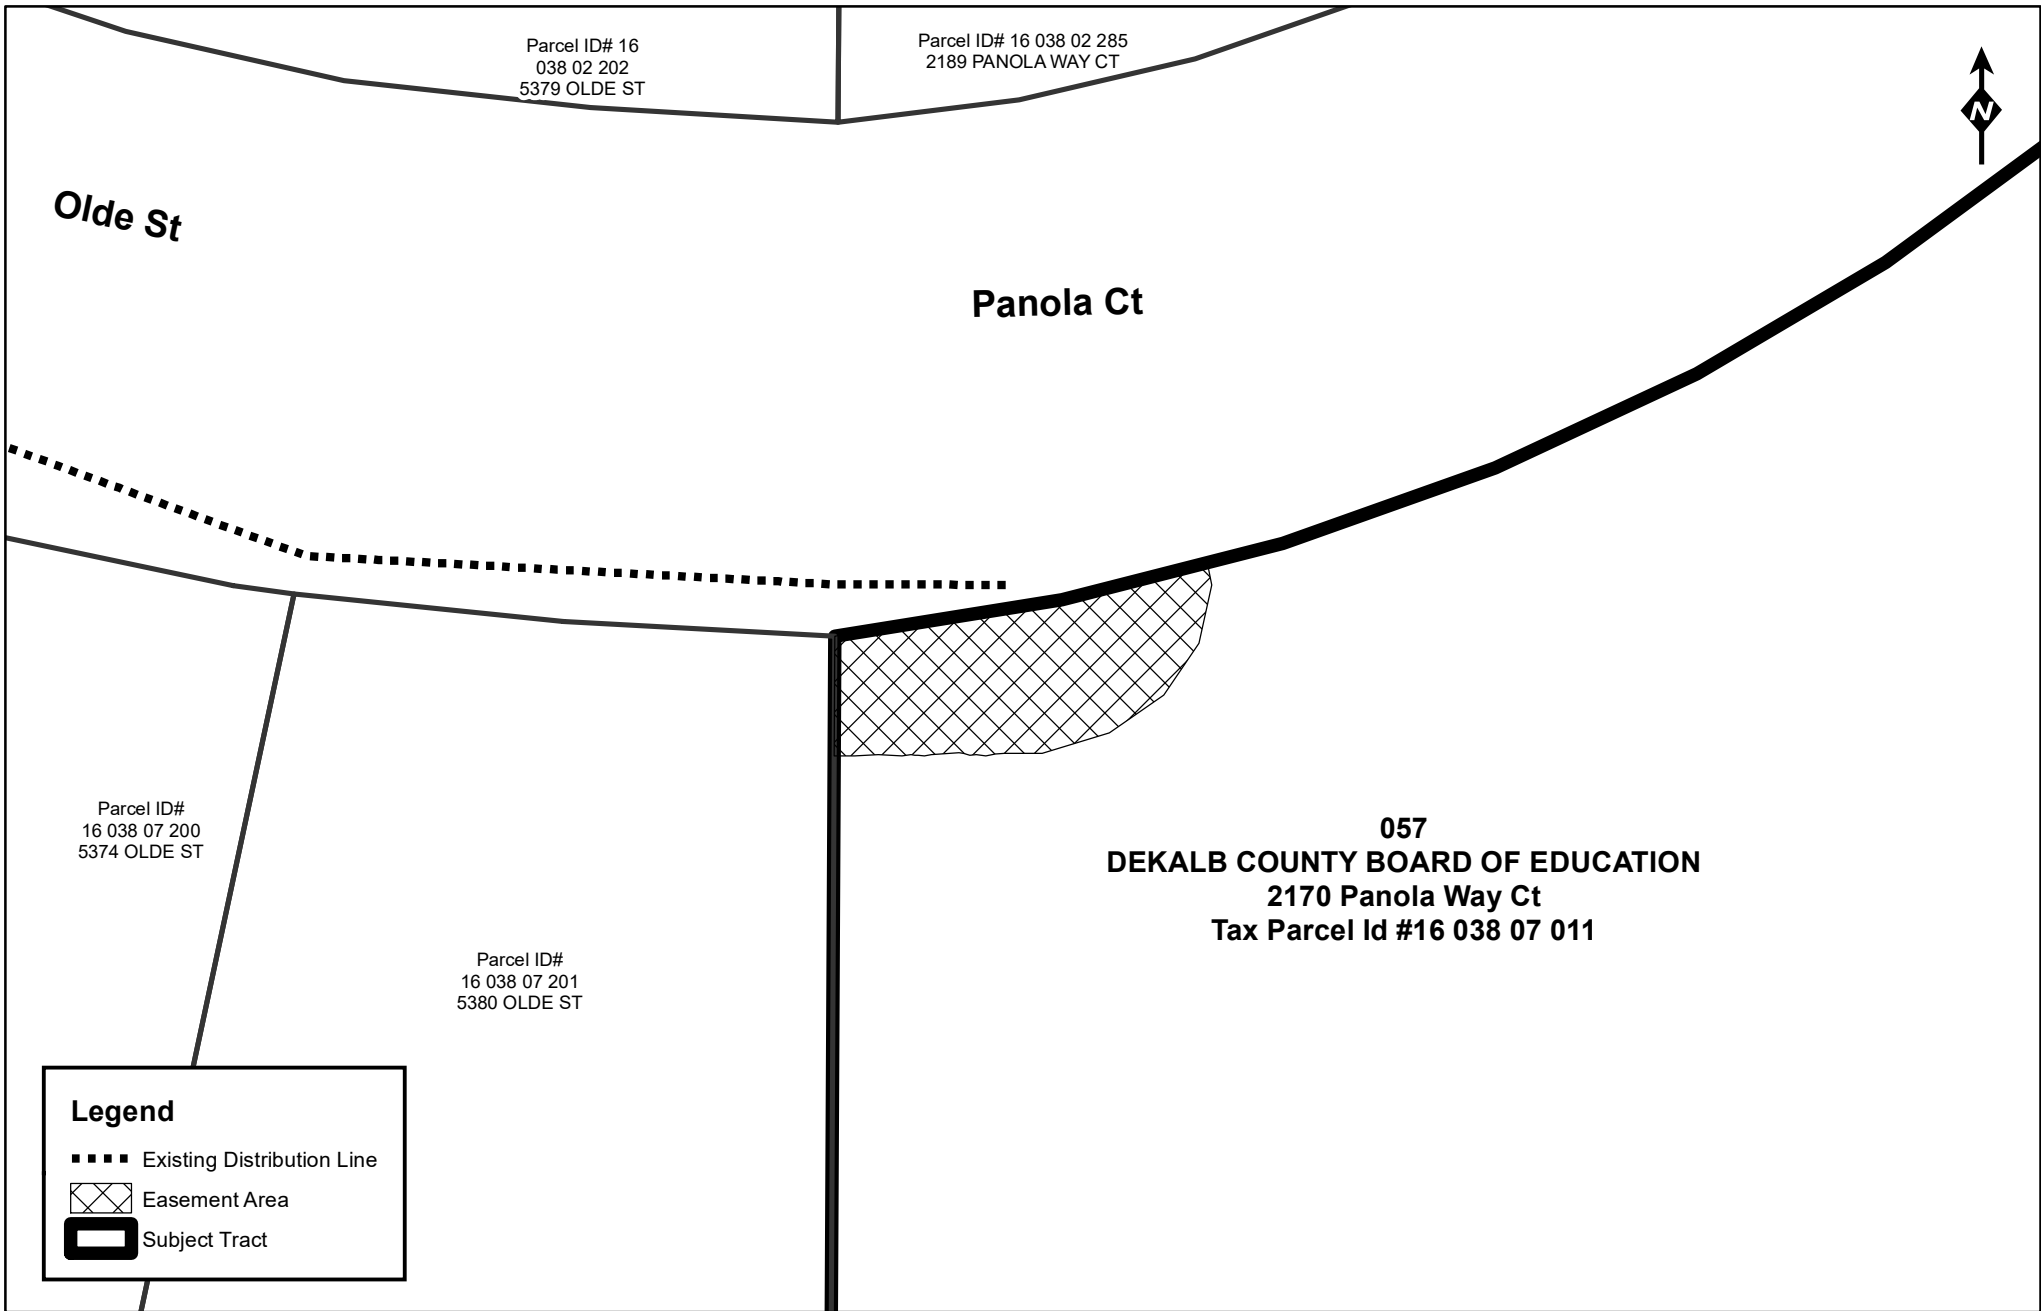 Parcel ID# 16
038 02 202
5379 OLDE ST
Parcel ID# 16 038 02 285
2189 PANOLA WAY CT
N
Olde St
Panola Ct
Parcel ID#
16 038 07 200
5374 OLDE ST
057
DEKALB COUNTY BOARD OF EDUCATION
2170 Panola Way Ct
Tax Parcel Id #16 038 07 011
Parcel ID#
16 038 07 201
5380 OLDE ST
Legend
Existing Distribution Line
Easement Area
Subject Tract